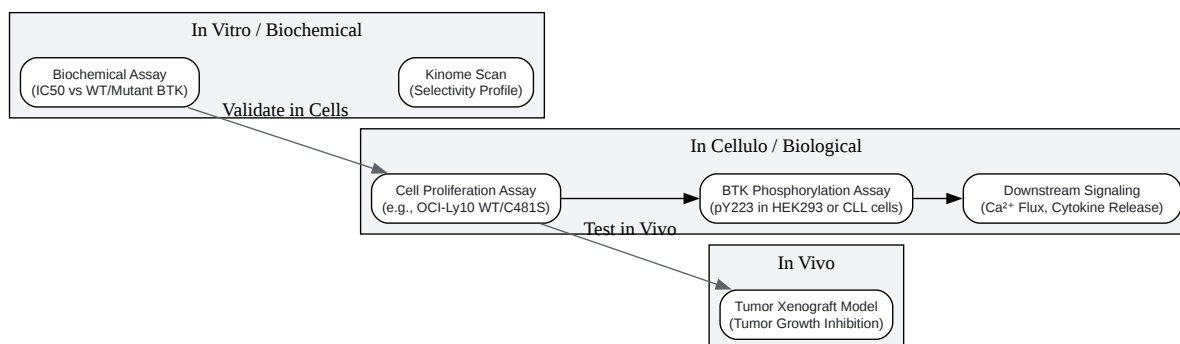 In Vitro / Biochemical
Biochemical Assay
(IC50 vs WT/Mutant BTK)
Kinome Scan
(Selectivity Profile)
Validate in Cells
In Cellulo / Biological
Cell Proliferation Assay
(e.g., OCI-Ly10 WT/C481S)
BTK Phosphorylation Assay
(pY223 in HEK293 or CLL cells)
Downstream Signaling
(Ca²⁺ Flux, Cytokine Release)
Test in Vivo
In Vivo
Tumor Xenograft Model
(Tumor Growth Inhibition)